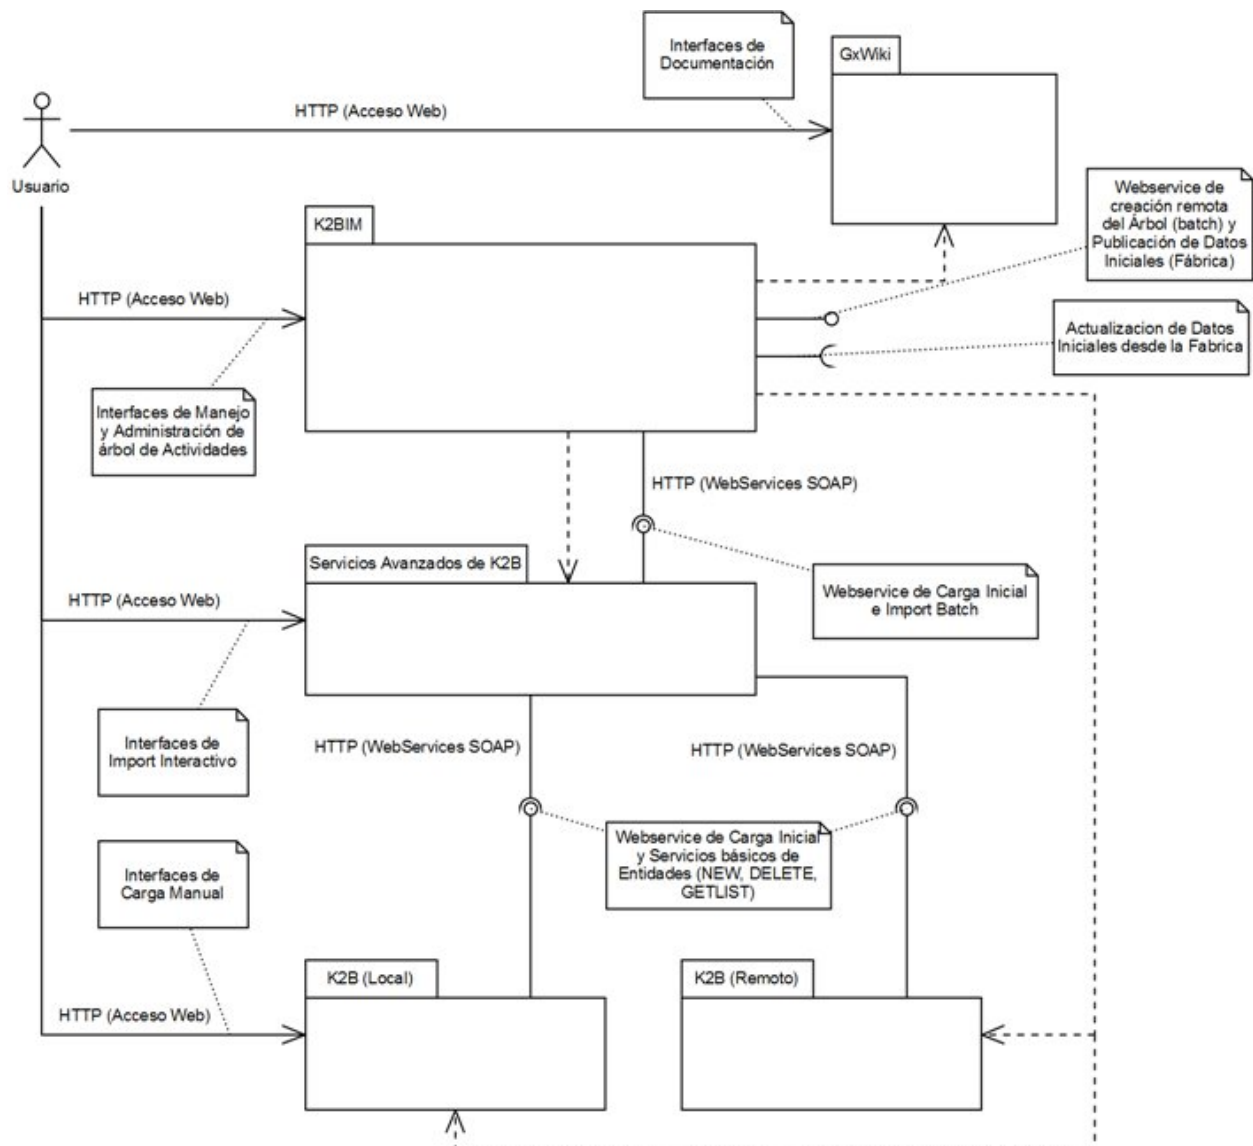 Interfaces de
Documentación
GxWiki
HTTP (Acceso Web)
Usuario
Webservice de
creación remota
del Árbol (batch) y
Publicación de Datos
Iniciales (Fábrica)
K2BIM
HTTP (Acceso Web)
Actualizacion de Datos
Iniciales desde la Fabrica
Interfaces de Manejo
y Administración de
árbol de Actividades
HTTP (WebServices SOAP)
Servicios Avanzados de K2B
Webservice de Carga Inicial
e Import Batch
HTTP (Acceso Web)
Interfaces de
Import Interactivo
HTTP (WebServices SOAP)
HTTP (WebServices SOAP)
Webservice de Carga Inicial
y Servicios básicos de
Entidades (NEW, DELETE,
GETLIST)
Interfaces de
Carga Manual
K2B (Local)
K2B (Remoto)
HTTP (Acceso Web)